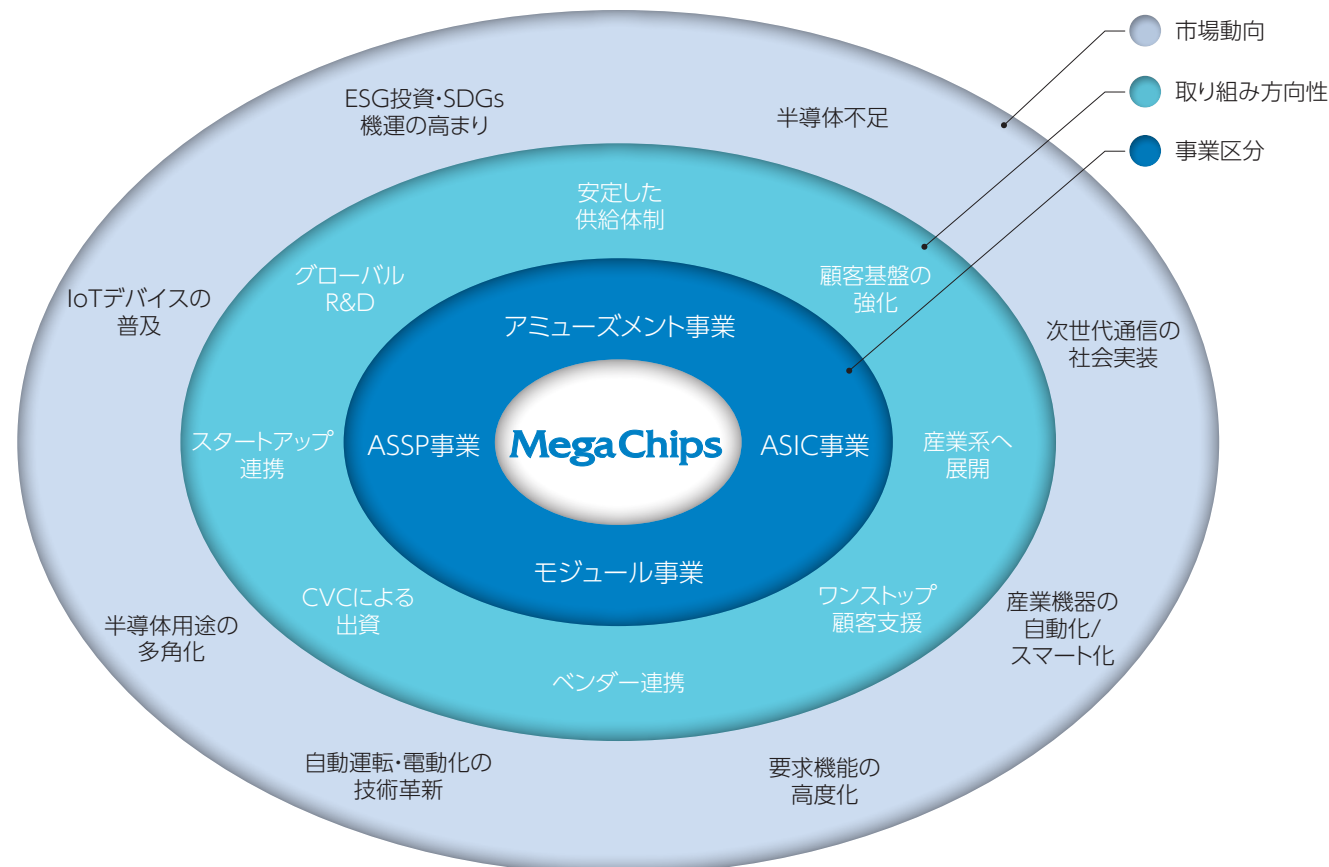 市場動向
取り組み方向性
事業区分
ESG投資・SDGs
機運の高まり
半導体不足
安定した
供給体制
グローバル
R&D
顧客基盤の
強化
IoTデバイスの
普及
アミューズメント事業
次世代通信の
社会実装
スタートアップ
連携
ASSP事業
MegaChips
ASIC事業
産業系へ
展開
モジュール事業
CVCによる
出資
ワンストップ
顧客支援
産業機器の
自動化/
スマート化
半導体用途の
多角化
ベンダー連携
自動運転・電動化の
技術革新
要求機能の
高度化